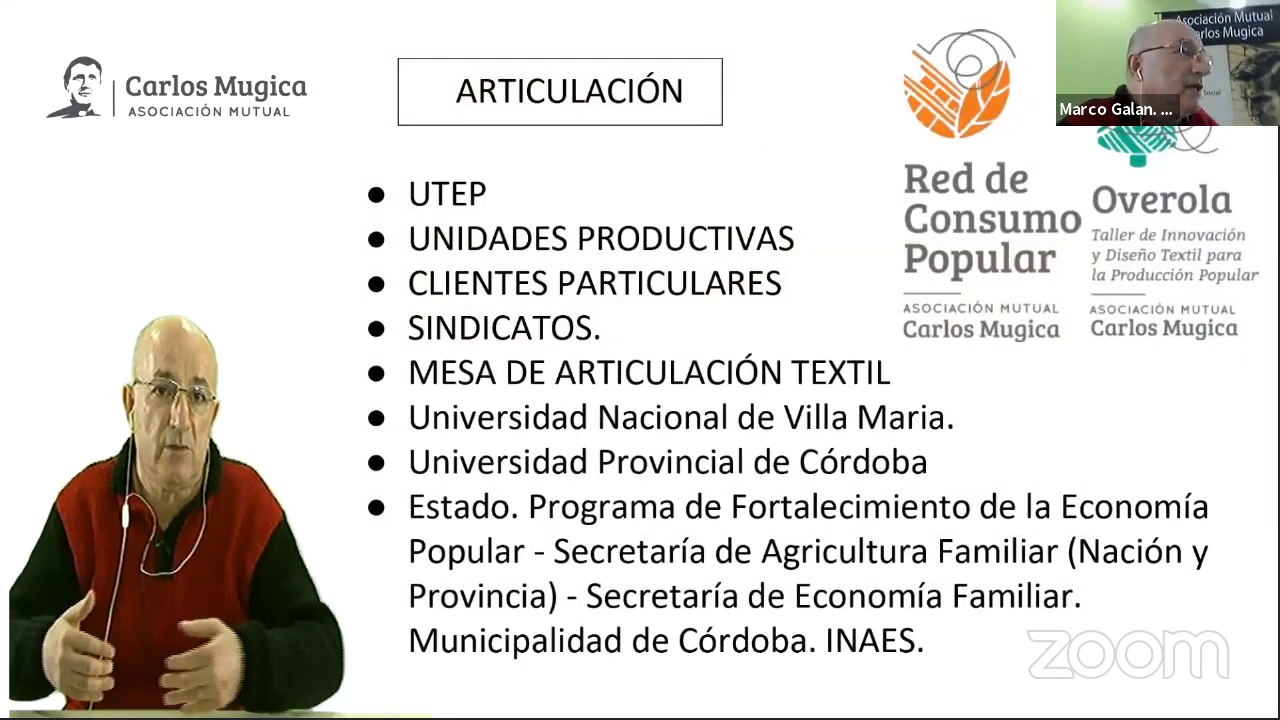 Carlos Mugica
ASOCIACIÓN MUTUAL
ARTICULACIÓN
Asociación Mutual
Carlos Mugica
Social
Marco Galan. ...
Red de
Consumo
Popular
ASOCIACIÓN MUTUAL
Carlos Mugica
Overola
Taller de Innovación
y Diseño Textil para
la Producción Popular
ASOCIACIÓN MUTUAL
Carlos Mugica
● UTEP
● UNIDADES PRODUCTIVAS
● CLIENTES PARTICULARES
● SINDICATOS.
● MESA DE ARTICULACIÓN TEXTIL
● Universidad Nacional de Villa Maria.
● Universidad Provincial de Córdoba
● Estado. Programa de Fortalecimiento de la Economía
Popular - Secretaría de Agricultura Familiar (Nación y
Provincia) - Secretaría de Economía Familiar.
Municipalidad de Córdoba. INAES.
zoom